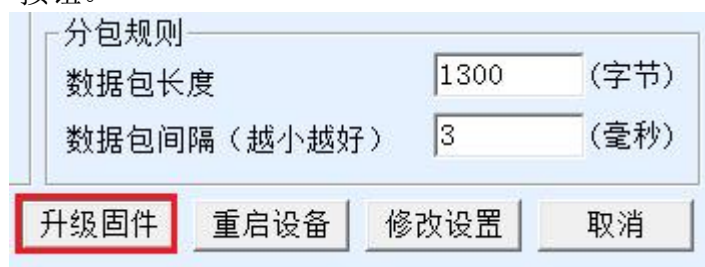 按钮。
分包规则
数据包长度 1300 (字节)
数据包间隔（越小越好） 3 (毫秒)
升级固件 重启设备 修改设置 取消